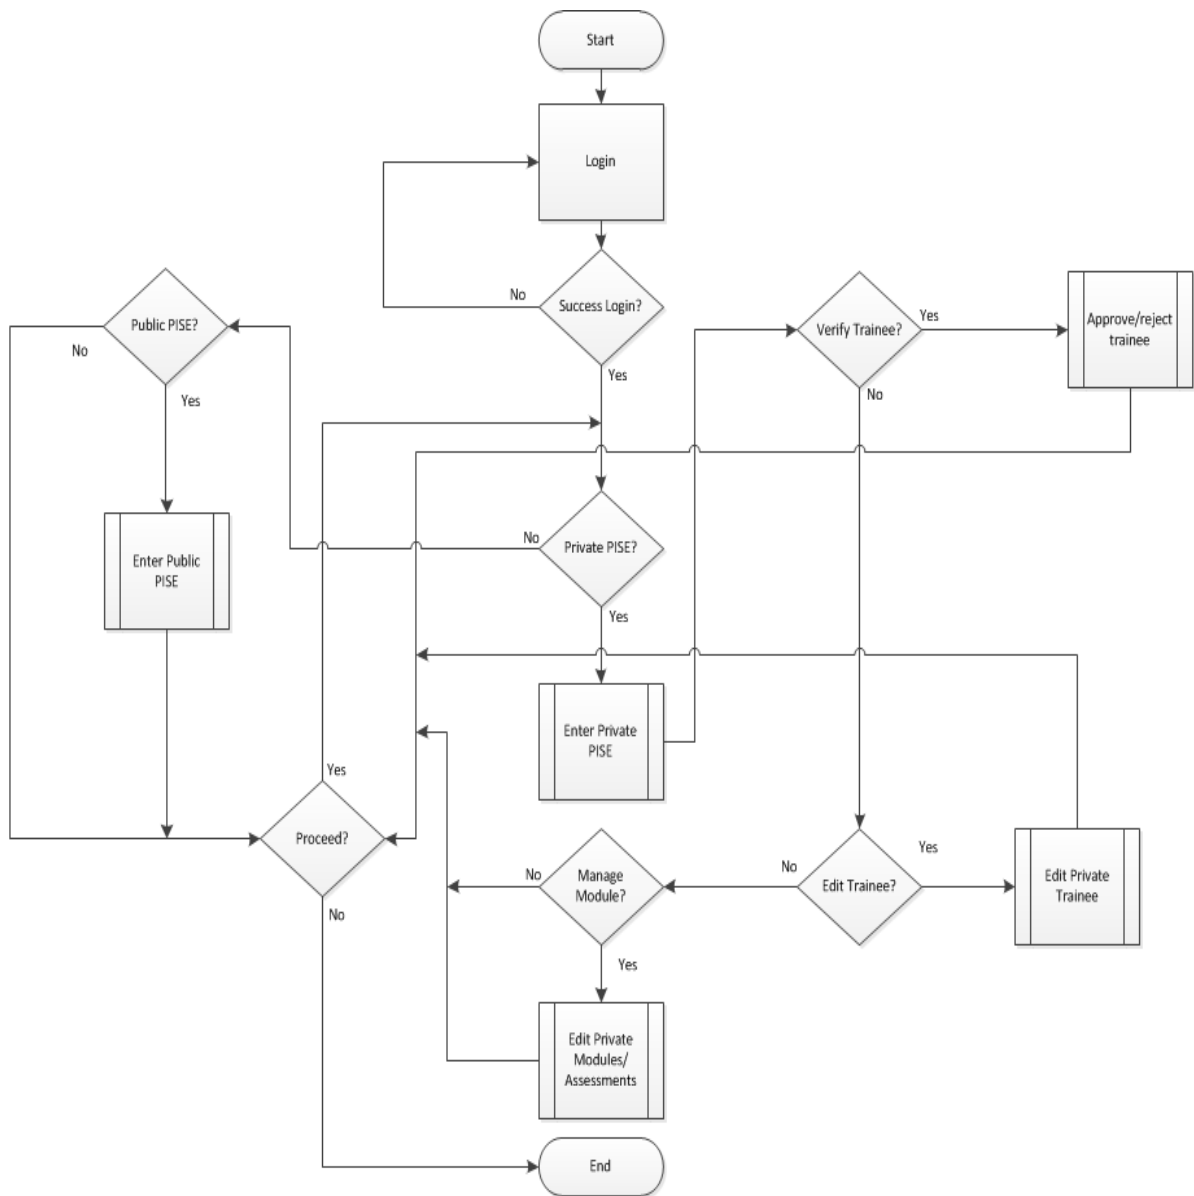 Start
Login
Success Login?
No
Yes
Public PISE?
No
Yes
Verify Trainee?
Yes
No
Approve/reject
trainee
Enter Public
PISE
Private PISE?
No
Yes
Enter Private
PISE
Proceed?
Yes
No
Manage
Module?
No
Yes
Edit Trainee?
No
Yes
Edit Private
Trainee
Edit Private
Modules/
Assessments
End